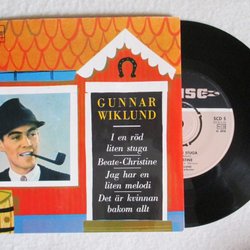 GUNNAR
WIKLUND
I en röd
liten stuga
Beate-Christine
Jag har en
liten melodi
Det är kvinnan
bakom allt
SCD 5
STUGA